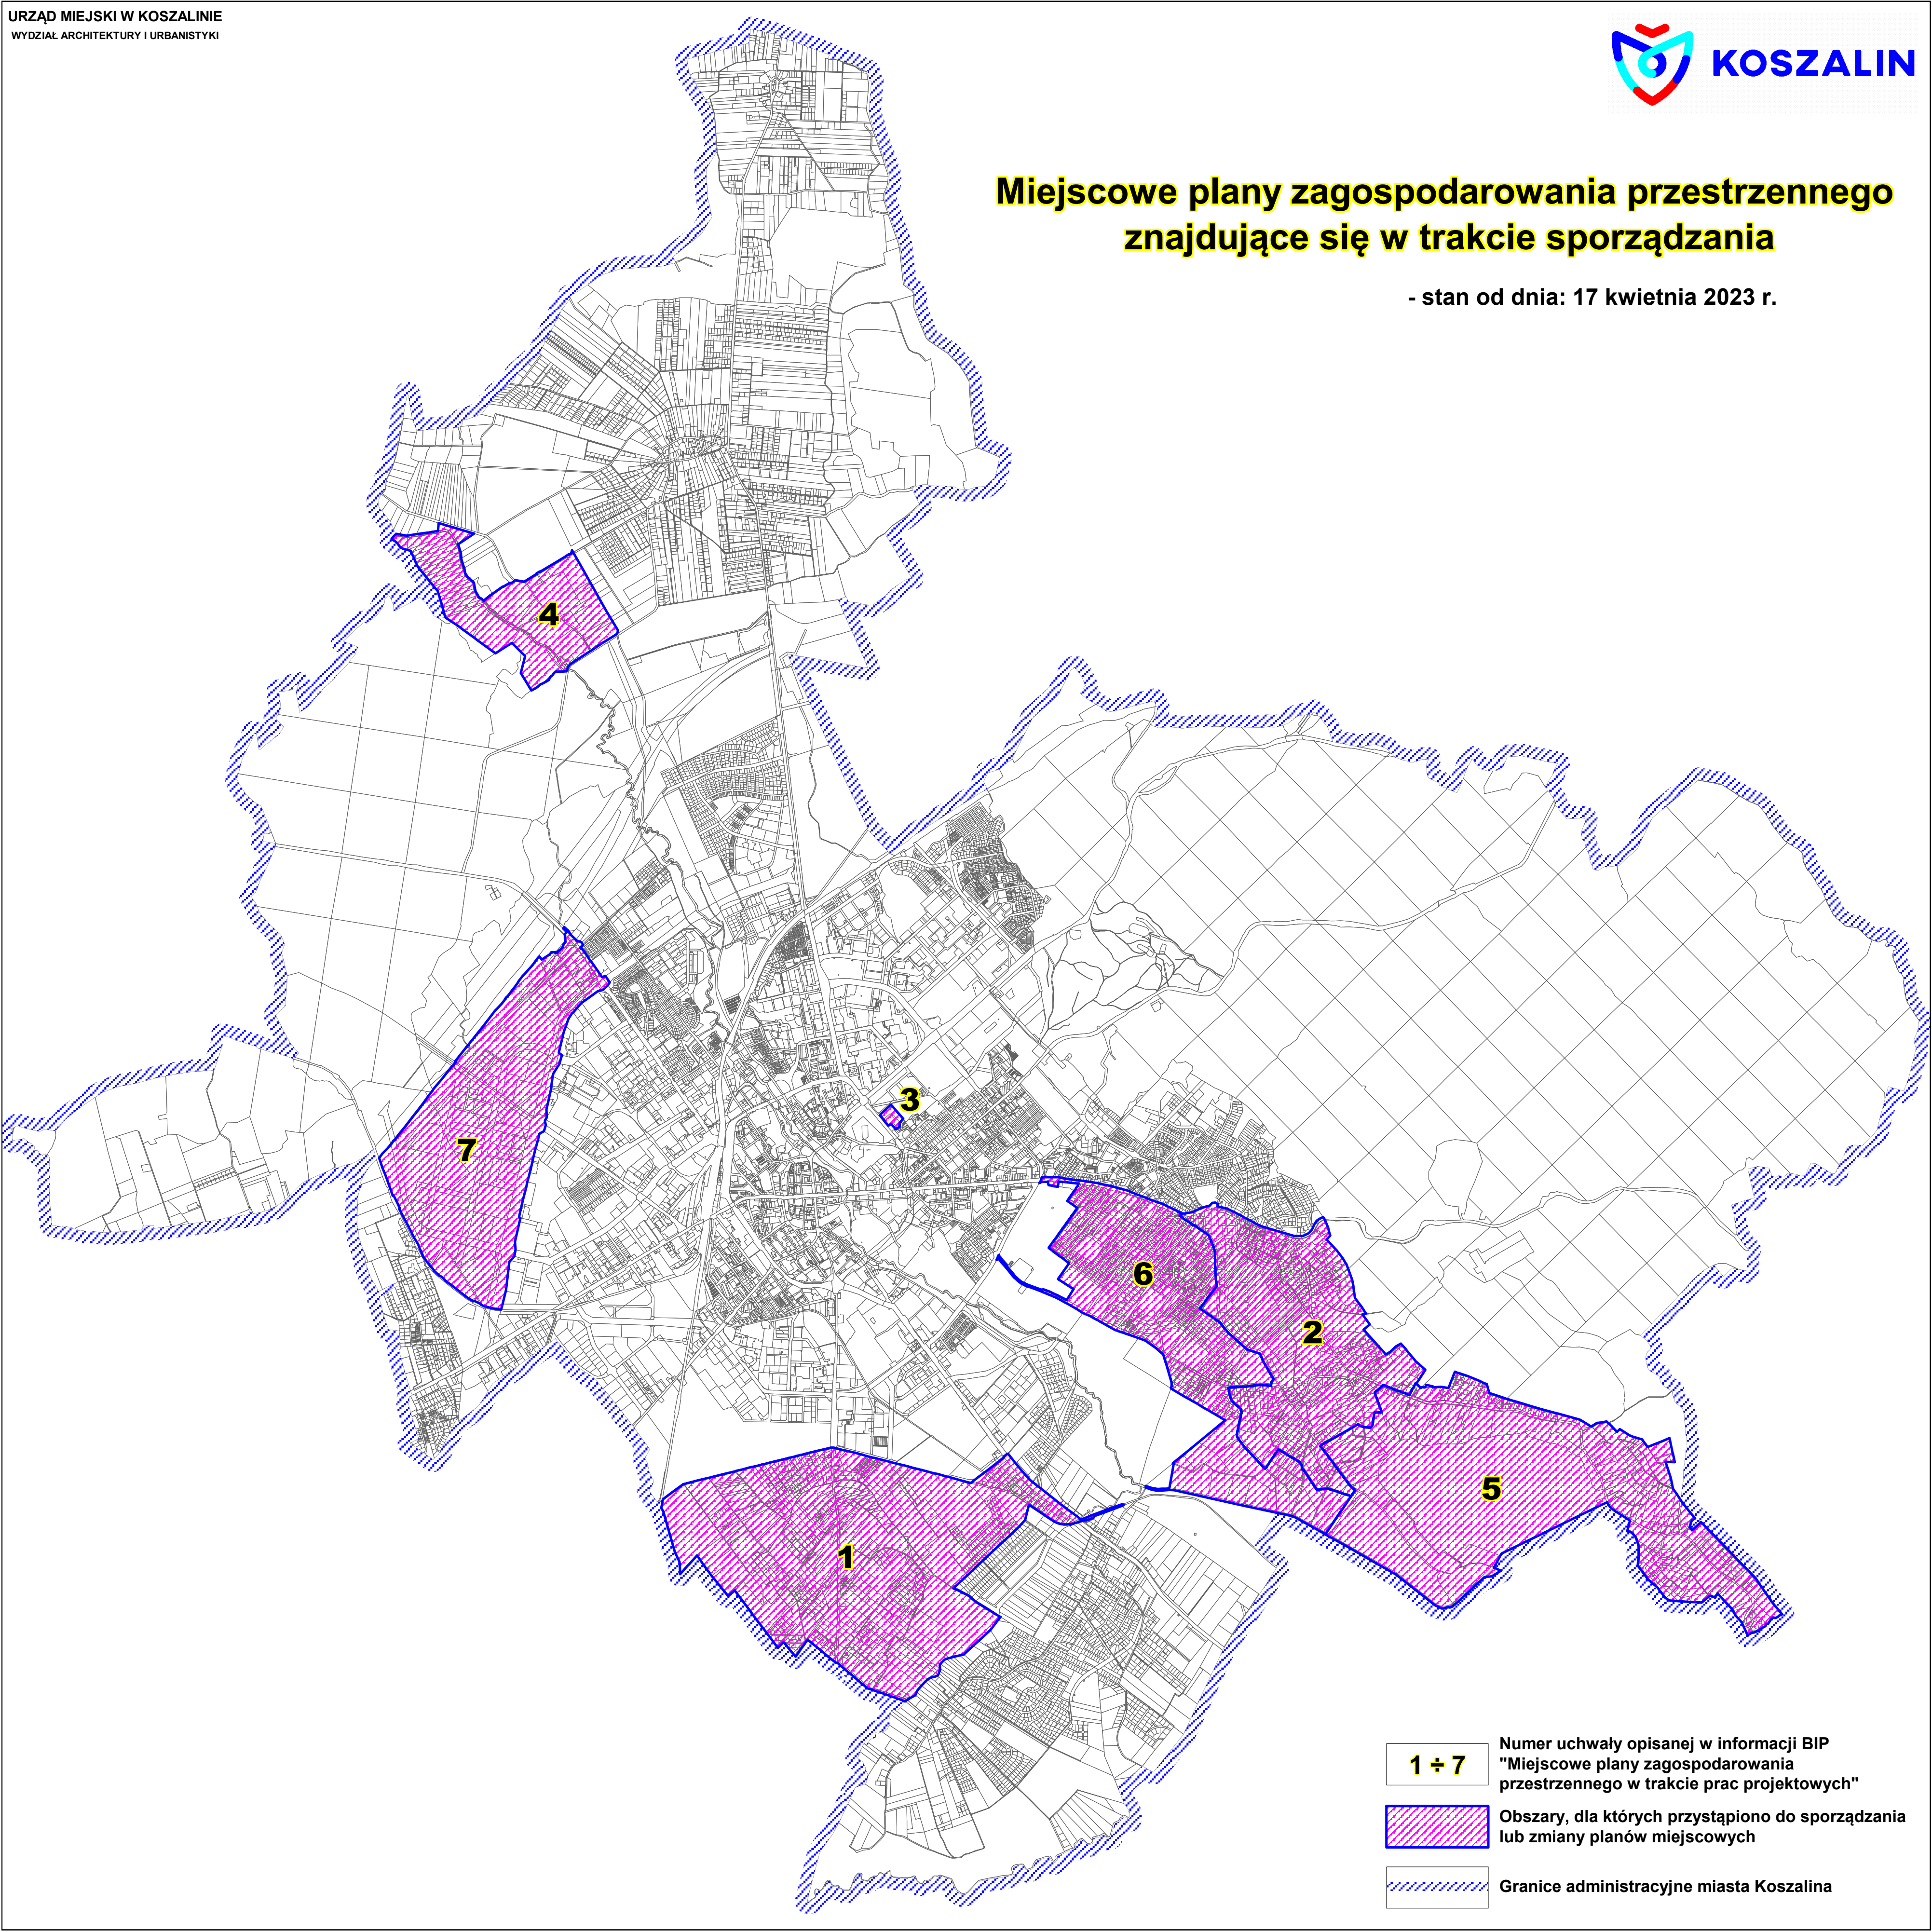 URZĄD MIEJSKI W KOSZALINIE
WYDZIAŁ ARCHITEKTURY I URBANISTYKI
KOSZALIN
Miejscowe plany zagospodarowania przestrzennego
znajdujące się w trakcie sporządzania
- stan od dnia: 17 kwietnia 2023 r.
4
3
7
6
2
5
1
1 ÷ 7
Numer uchwały opisanej w informacji BIP
"Miejscowe plany zagospodarowania
przestrzennego w trakcie prac projektowych"
Obszary, dla których przystąpiono do sporządzania
lub zmiany planów miejscowych
Granice administracyjne miasta Koszalina